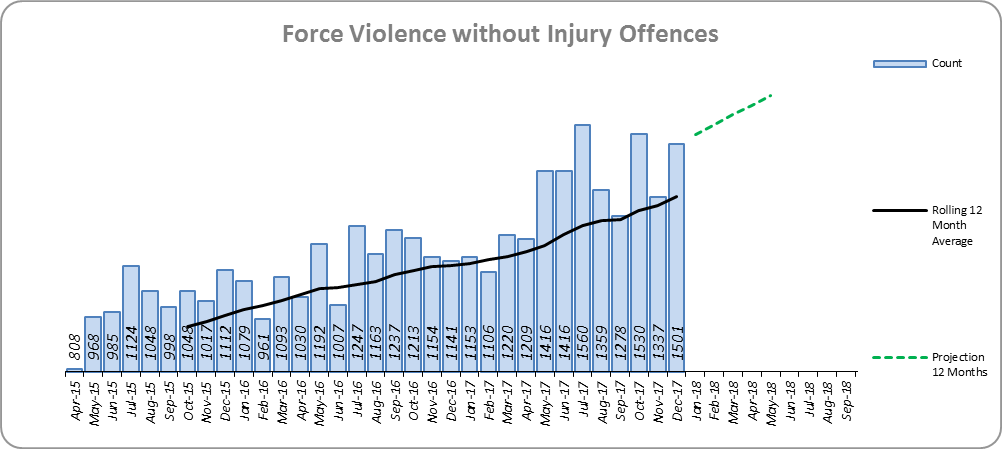 Force Violence without Injury Offences
Count
Rolling 12
Month
Average
Projection
12 Months
808
968
985
1124
1048
998
1048
1017
1112
1079
961
1093
1030
1192
1007
1247
1163
1237
1213
1154
1141
1153
1106
1220
1209
1416
1416
1560
1359
1278
1530
1337
1501
Apr-15
May-15
Jun-15
Jul-15
Aug-15
Sep-15
Oct-15
Nov-15
Dec-15
Jan-16
Feb-16
Mar-16
Apr-16
May-16
Jun-16
Jul-16
Aug-16
Sep-16
Oct-16
Nov-16
Dec-16
Jan-17
Feb-17
Mar-17
Apr-17
May-17
Jun-17
Jul-17
Aug-17
Sep-17
Oct-17
Nov-17
Dec-17
Jan-18
Feb-18
Mar-18
Apr-18
May-18
Jun-18
Jul-18
Aug-18
Sep-18